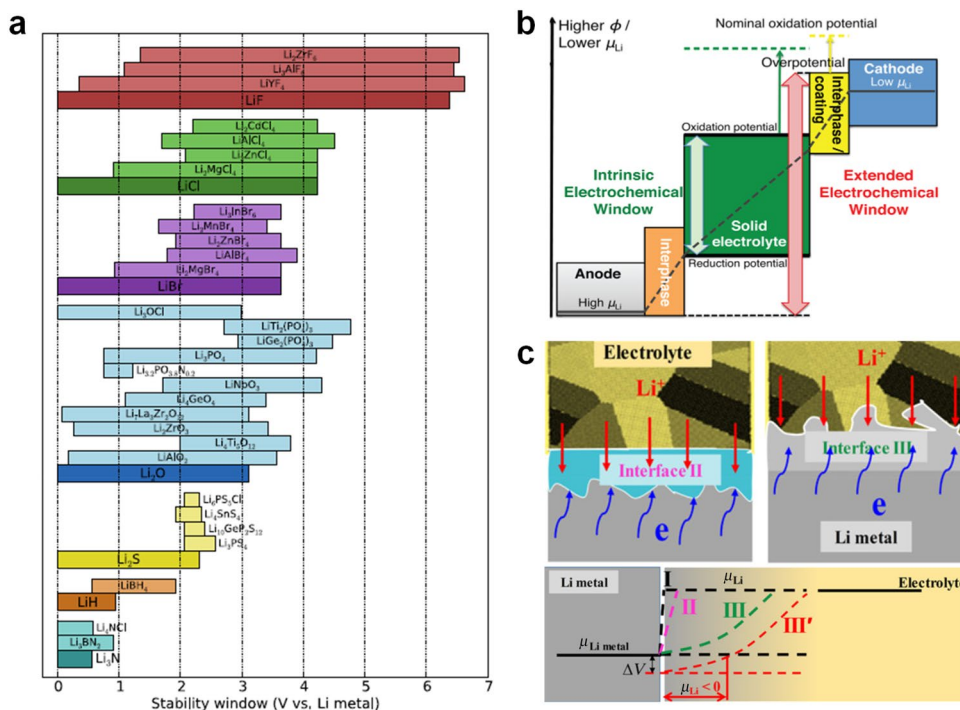 a
Li₂ZrF₆
Li₃AlF₆
LiYF₄
LiF
Li₂CdCl₄
LiAlCl₄
Li₂ZnCl₄
Li₂MgCl₄
LiCl
Li₃InBr₆
Li₂MnBr₄
Li₂ZnBr₄
LiAlBr₄
Li₂MgBr₄
LiBr
Li₃OCl
LiTi₂(PO₄)₃
LiGe₂(PO₄)₃
Li₃PO₄
Li₃.₂PO₃.₈N₀.₂
LiNbO₃
Li₄GeO₄
Li₇La₃Zr₂O₁₂
Li₂ZrO₃
Li₄Ti₅O₁₂
LiAlO₂
Li₂O
Li₆PS₅Cl
Li₄SnS₄
Li₁₀GeP₂S₁₂
Li₃PS₄
Li₂S
LiBH₄
LiH
Li₄NCl
Li₃BN₂
Li₃N
0 1 2 3 4 5 6 7
Stability window (V vs, Li metal)
b
Higher ϕ /
Lower μLi
Nominal oxidation potential
Overpotential
Cathode
Low μLi
Interphase /
coating
Oxidation potential
Intrinsic
Electrochemical
Window
Extended
Electrochemical
Window
Solid
electrolyte
Reduction potential
Interphase
Anode
High μLi
c
Electrolyte
Li⁺
Interface II
e
Li⁺
Interface III
e
Li metal
Li metal
I
μLi
Electrolyte
II
III
III′
μLi metal
ΔV
μLi < 0